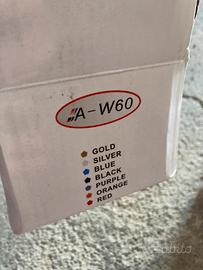 A-W60
GOLD
SILVER
BLUE
BLACK
PURPLE
ORANGE
RED